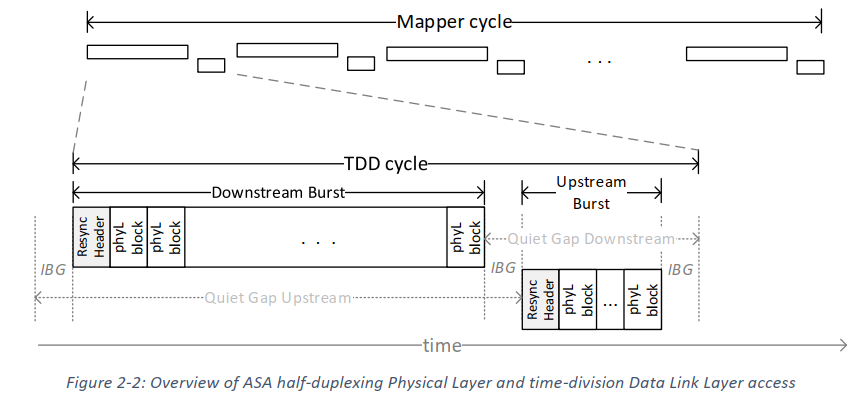 Mapper cycle
. . .
TDD cycle
Downstream Burst
Upstream
Burst
Resync
Header
phyL
block
phyL
block
. . .
phyL
block
Quiet Gap Downstream
IBG
IBG
IBG
Quiet Gap Upstream
Resync
Header
phyL
block
...
phyL
block
time
Figure 2-2: Overview of ASA half-duplexing Physical Layer and time-division Data Link Layer access